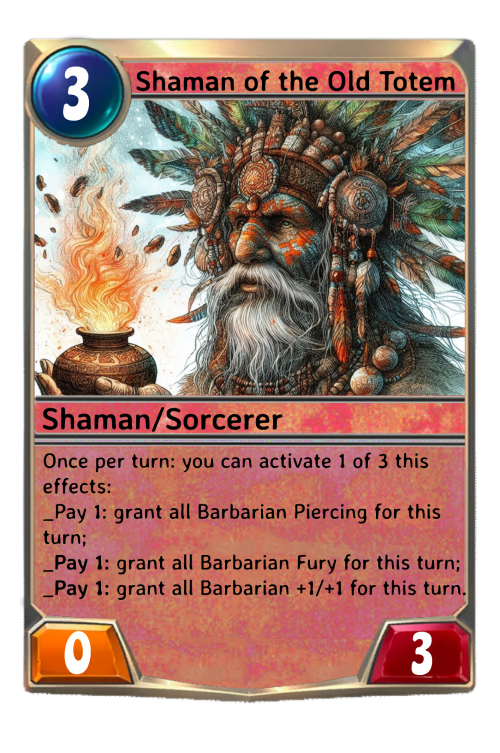 3
Shaman of the Old Totem
Shaman/Sorcerer
Once per turn: you can activate 1 of 3 this
effects:
_Pay 1: grant all Barbarian Piercing for this
turn;
_Pay 1: grant all Barbarian Fury for this turn;
_Pay 1: grant all Barbarian +1/+1 for this turn.
0
3